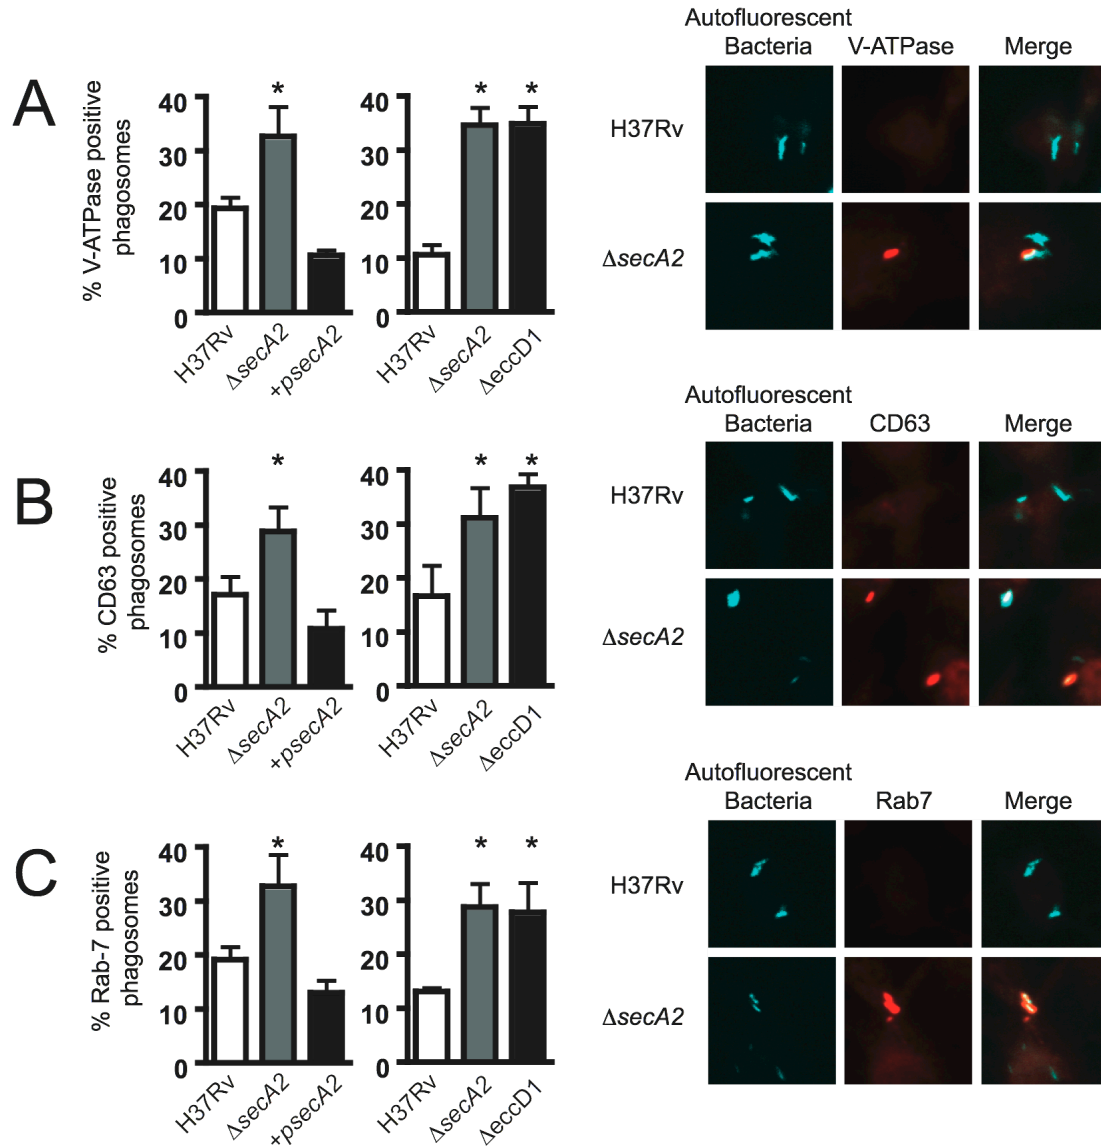 A
% V-ATPase positive
phagosomes
40
30
20
10
0
*
H37Rv
ΔsecA2
+psecA2
40
30
20
10
0
*
*
H37Rv
ΔsecA2
ΔeccD1
Autofluorescent
Bacteria
V-ATPase
Merge
H37Rv
ΔsecA2
B
% CD63 positive
phagosomes
40
30
20
10
0
*
H37Rv
ΔsecA2
+psecA2
40
30
20
10
0
*
*
H37Rv
ΔsecA2
ΔeccD1
Autofluorescent
Bacteria
CD63
Merge
H37Rv
ΔsecA2
C
% Rab-7 positive
phagosomes
40
30
20
10
0
*
H37Rv
ΔsecA2
+psecA2
40
30
20
10
0
*
*
H37Rv
ΔsecA2
ΔeccD1
Autofluorescent
Bacteria
Rab7
Merge
H37Rv
ΔsecA2